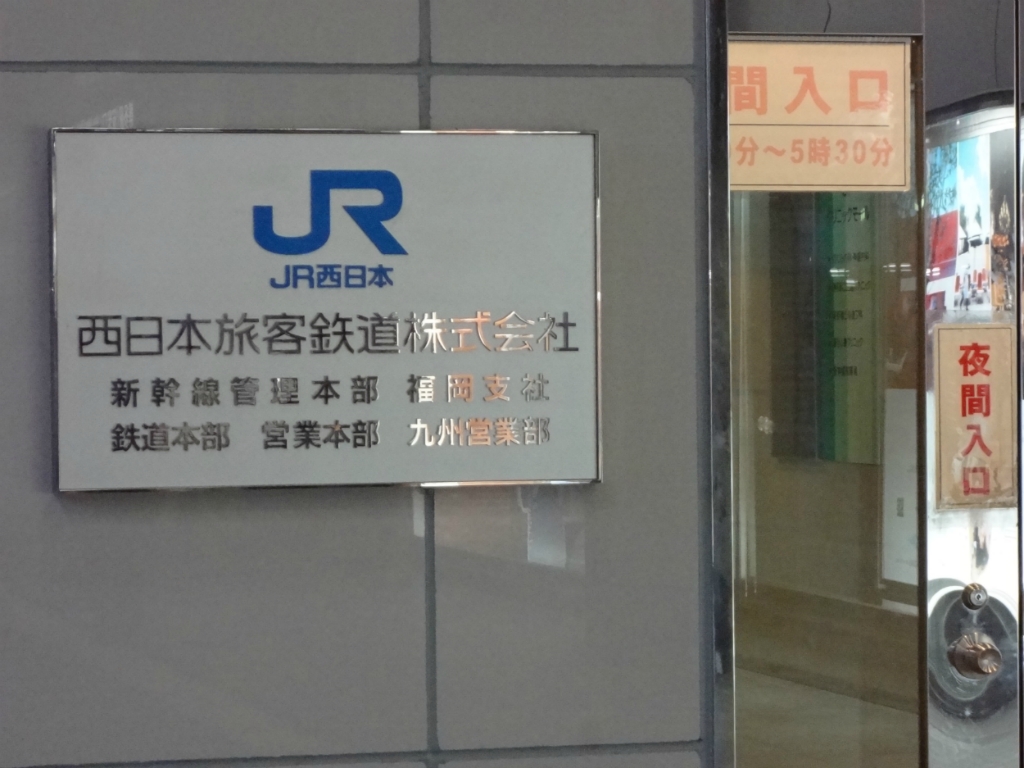 JR
JR西日本
西日本旅客鉄道株式会社
新幹線管理本部 福岡支社
鉄道本部 営業本部 九州営業部
間入口
分～5時30分
夜間入口